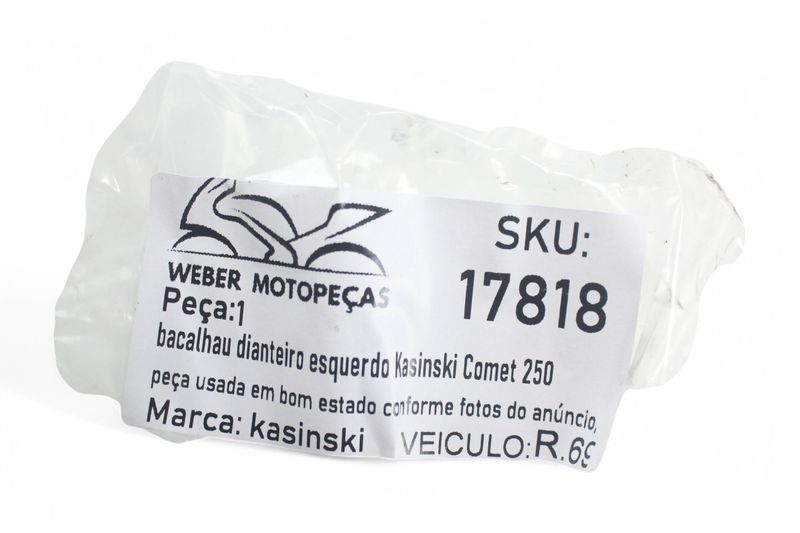 SKU:
17818
WEBER MOTOPEÇAS
Peça:1
bacalhau dianteiro esquerdo Kasinski Comet 250
peça usada em bom estado conforme fotos do anúncio,
Marca: kasinski VEICULO: R.69